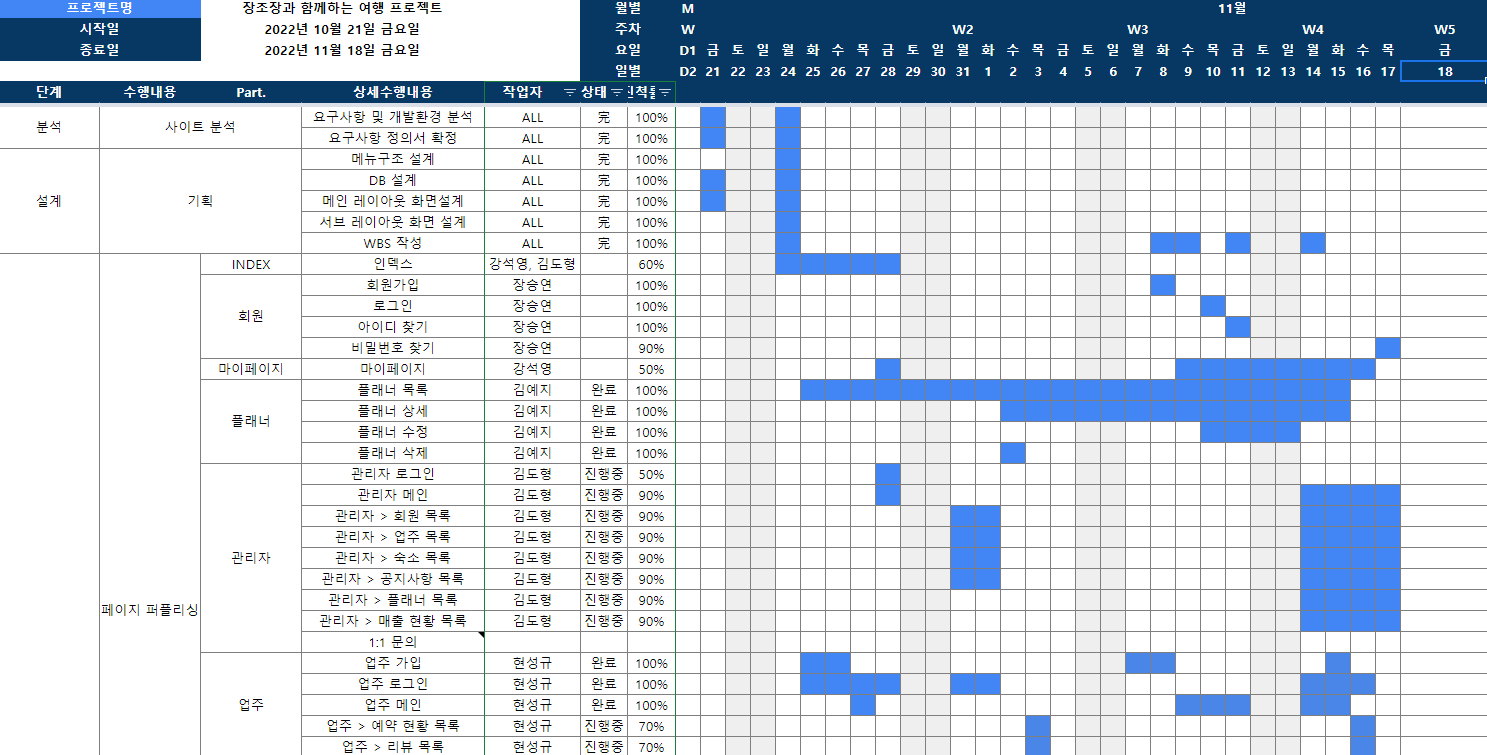 프로젝트명 장조장과 함께하는 여행 프로젝트 월별 M 11월
시작일 2022년 10월 21일 금요일 주차 W W2 W3 W4 W5
종료일 2022년 11월 18일 금요일 요일 D1 금 토 일 월 화 수 목 금 토 일 월 화 수 목 금 토 일 월 화 수 목 금 토 일 월 화 수 목 금
일별 D2 21 22 23 24 25 26 27 28 29 30 31 1 2 3 4 5 6 7 8 9 10 11 12 13 14 15 16 17 18
단계 수행내용 Part. 상세수행내용 작업자 상태 진척률
분석 사이트 분석 요구사항 및 개발환경 분석 ALL 完 100%
요구사항 정의서 확정 ALL 完 100%
설계 기획 메뉴구조 설계 ALL 完 100%
DB 설계 ALL 完 100%
메인 레이아웃 화면설계 ALL 完 100%
서브 레이아웃 화면 설계 ALL 完 100%
WBS 작성 ALL 完 100%
페이지 퍼플리싱 INDEX 인덱스 강석영, 김도형 60%
회원 회원가입 장승연 100%
로그인 장승연 100%
아이디 찾기 장승연 100%
비밀번호 찾기 장승연 90%
마이페이지 마이페이지 강석영 50%
플래너 플래너 목록 김예지 완료 100%
플래너 상세 김예지 완료 100%
플래너 수정 김예지 완료 100%
플래너 삭제 김예지 완료 100%
관리자 관리자 로그인 김도형 진행중 50%
관리자 메인 김도형 진행중 90%
관리자 > 회원 목록 김도형 진행중 90%
관리자 > 업주 목록 김도형 진행중 90%
관리자 > 숙소 목록 김도형 진행중 90%
관리자 > 공지사항 목록 김도형 진행중 90%
관리자 > 플래너 목록 김도형 진행중 90%
관리자 > 매출 현황 목록 김도형 진행중 90%
1:1 문의
업주 업주 가입 현성규 완료 100%
업주 로그인 현성규 완료 100%
업주 메인 현성규 완료 100%
업주 > 예약 현황 목록 현성규 진행중 70%
업주 > 리뷰 목록 현성규 진행중 70%